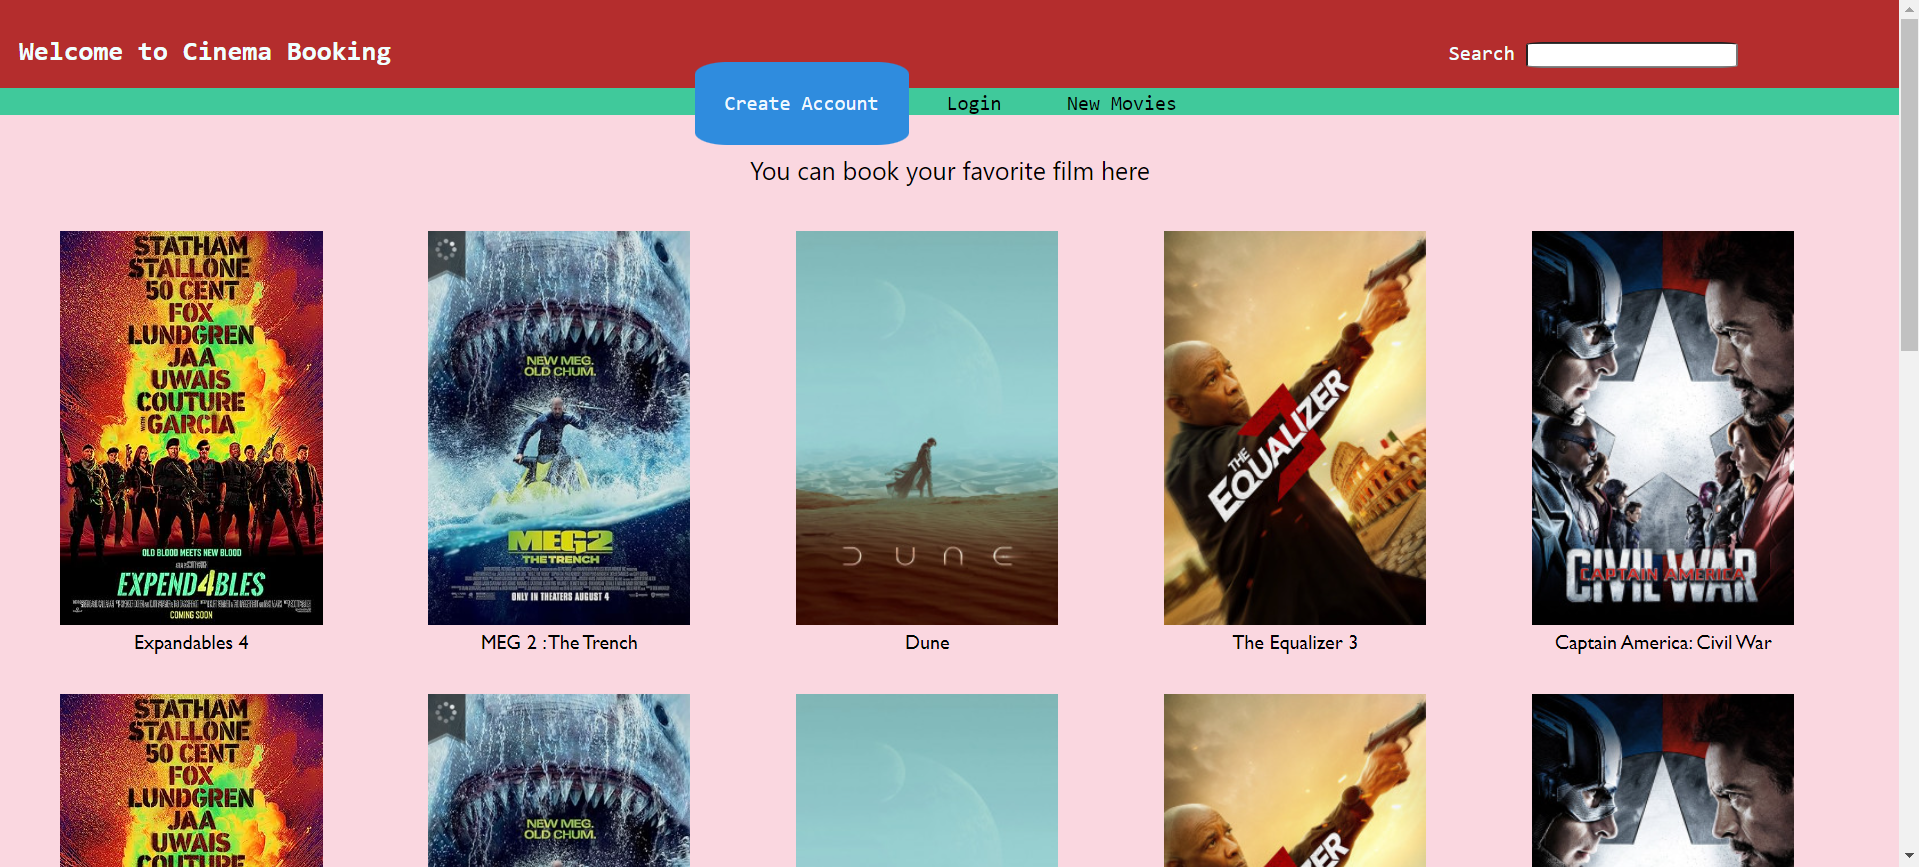 Welcome to Cinema Booking
Search
Create Account
Login
New Movies
You can book your favorite film here
STATHAM
STALLONE
50 CENT
FOX
LUNDGREN
JAA
UWAIS
COUTURE
WITH GARCIA
OLD BLOOD MEETS NEW BLOOD
EXPEND4BLES
COMING SOON
NEW MEG.
OLD CHUM.
MEG2
THE TRENCH
ONLY IN THEATERS AUGUST 4
DUNE
THE
EQUALIZER
3
CIVIL WAR
CAPTAIN AMERICA
Expandables 4
MEG 2 : The Trench
Dune
The Equalizer 3
Captain America: Civil War
STATHAM
STALLONE
50 CENT
FOX
LUNDGREN
JAA
UWAIS
COUTURE
NEW MEG.
OLD CHUM.